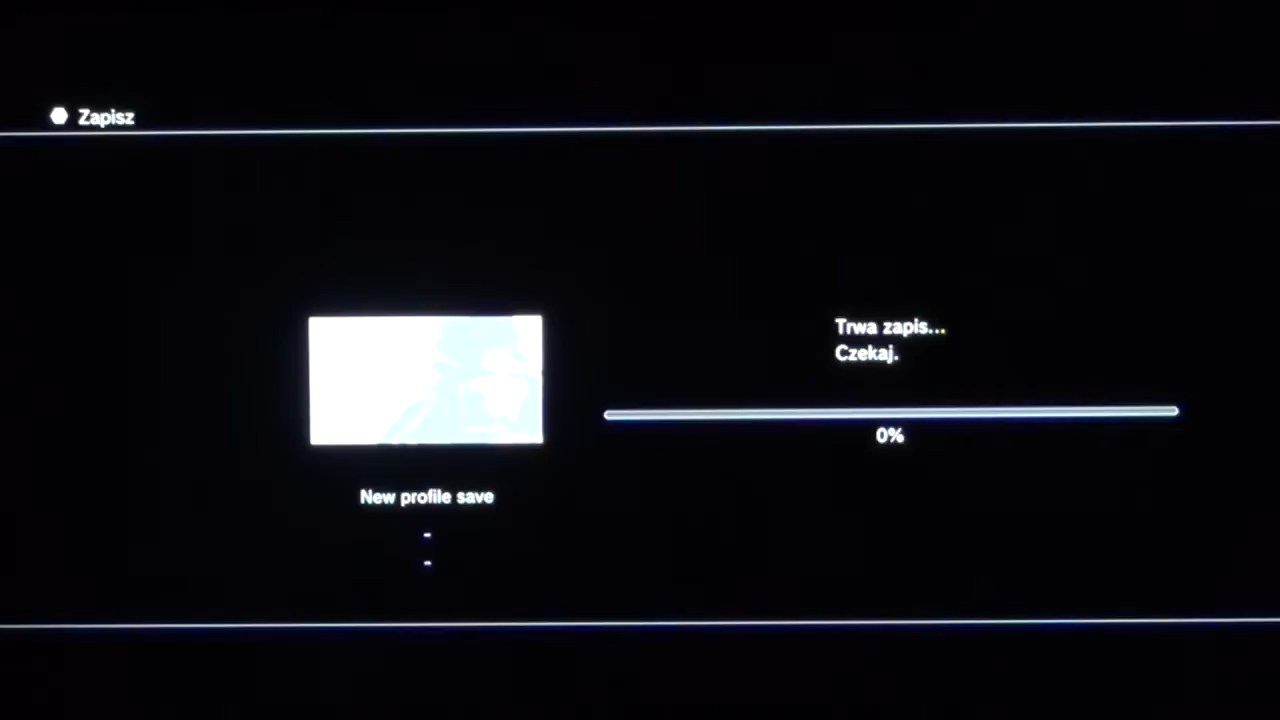 Zapisz
Trwa zapis...
Czekaj.
0%
New profile save
-
-